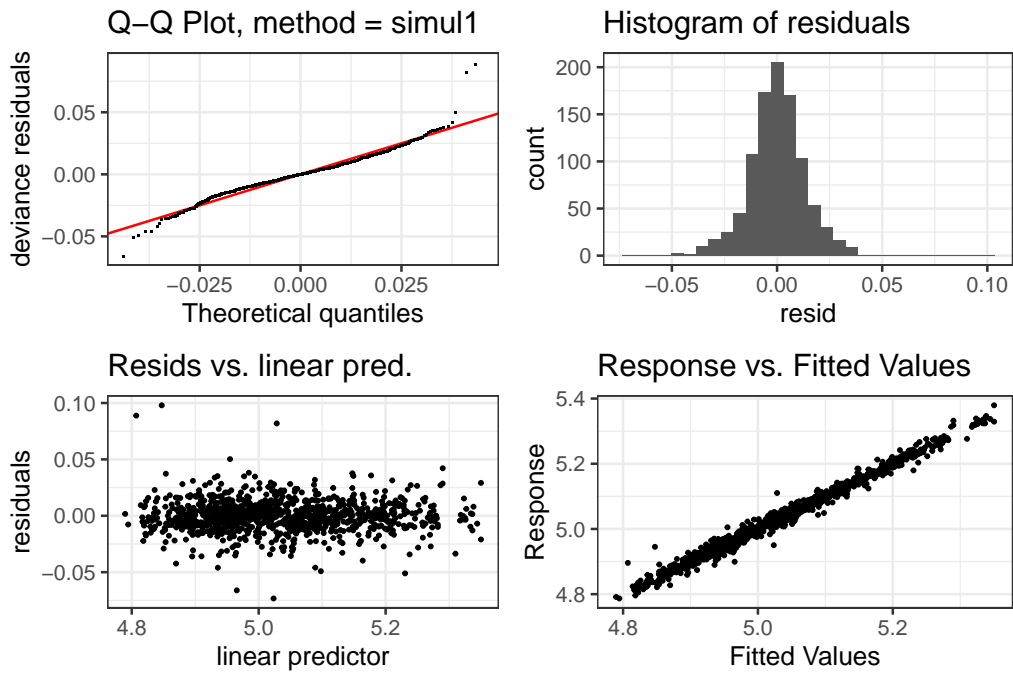 Q−Q Plot, method = simul1
deviance residuals
0.05
0.00
−0.05
−0.025
0.000
0.025
Theoretical quantiles
Histogram of residuals
count
200
150
100
50
0
−0.05
0.00
0.05
0.10
resid
Resids vs. linear pred.
residuals
0.10
0.05
0.00
−0.05
4.8
5.0
5.2
linear predictor
Response vs. Fitted Values
Response
5.4
5.2
5.0
4.8
4.8
5.0
5.2
Fitted Values